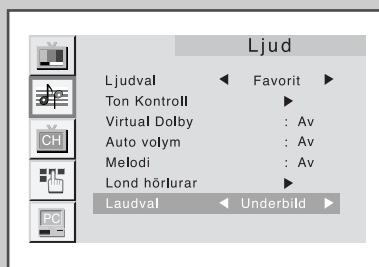 Ljud
Ljudval ◀ Favorit ▶
Ton Kontroll ▶
Virtual Dolby : Av
Auto volym : Av
CH
Melodi : Av
Lond hörlurar ▶
Laudval ◀ Underbild ▶
PC